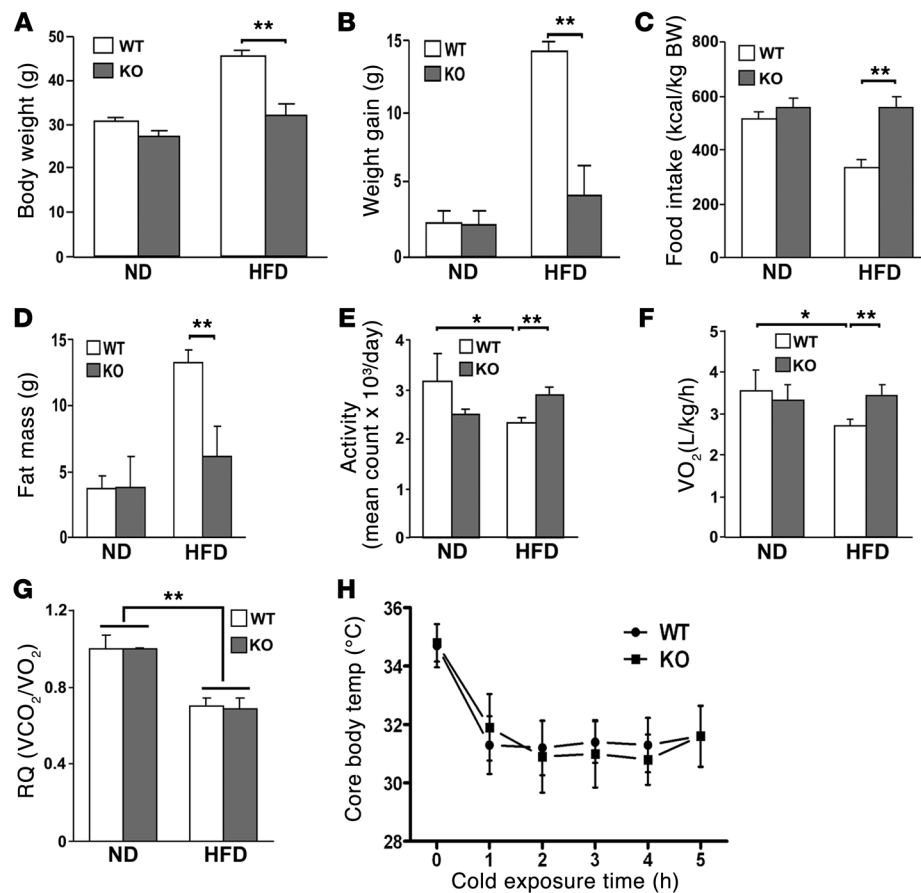 A
Body weight (g)
50
40
30
20
10
0
WT
KO
**
ND HFD
B
Weight gain (g)
15
10
5
0
WT
KO
**
ND HFD
C
Food intake (kcal/kg BW)
800
600
400
200
0
WT
KO
**
ND HFD
D
Fat mass (g)
15
10
5
0
WT
KO
**
ND HFD
E
Activity
(mean count x 10³/day)
4
3
2
1
0
* **
WT
KO
ND HFD
F
VO₂(L/kg/h)
5
4
3
2
1
0
* **
WT
KO
ND HFD
G
RQ (VCO₂/VO₂)
1.2
0.8
0.4
0
**
WT
KO
ND HFD
H
Core body temp (°C)
36
34
32
30
28
WT
KO
0 1 2 3 4 5
Cold exposure time (h)